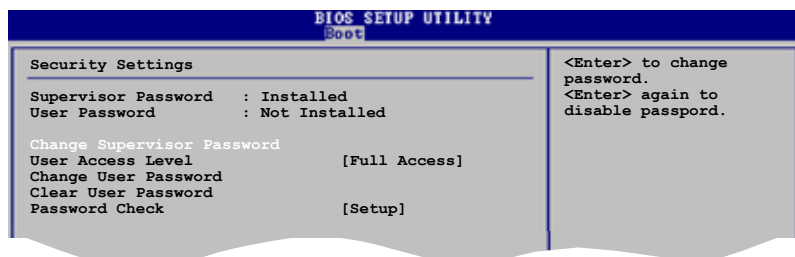 BIOS SETUP UTILITY
Boot
Security Settings
Supervisor Password : Installed
User Password : Not Installed
Change Supervisor Password
User Access Level [Full Access]
Change User Password
Clear User Password
Password Check [Setup]
<Enter> to change
password.
<Enter> again to
disable passpord.